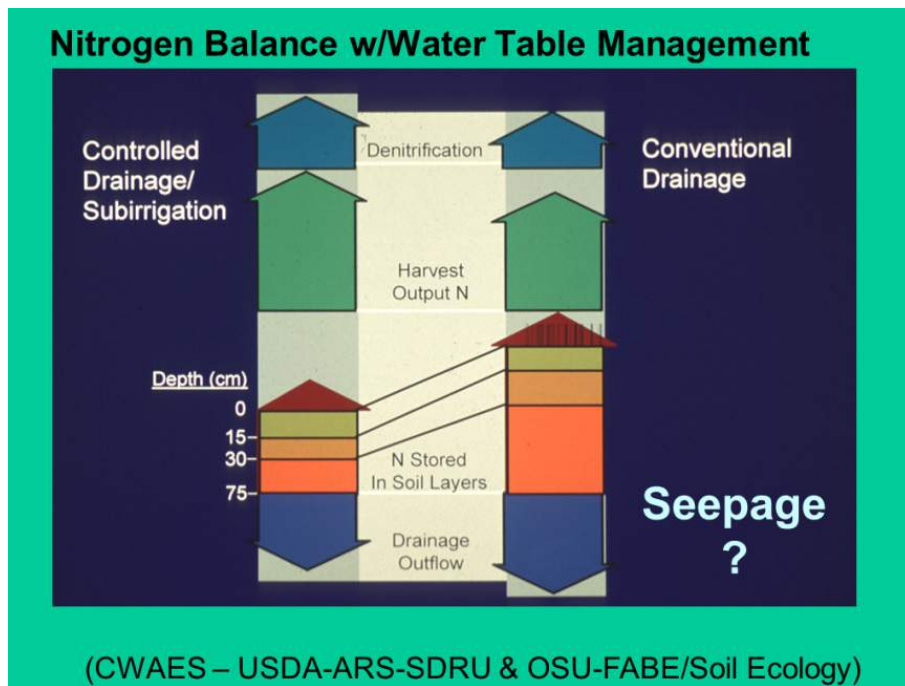 Nitrogen Balance w/Water Table Management
Controlled
Drainage/
Subirrigation
Denitrification
Conventional
Drainage
Harvest
Output N
Depth (cm)
0
15
30
75
N Stored
In Soil Layers
Drainage
Outflow
Seepage
?
(CWAES – USDA-ARS-SDRU & OSU-FABE/Soil Ecology)